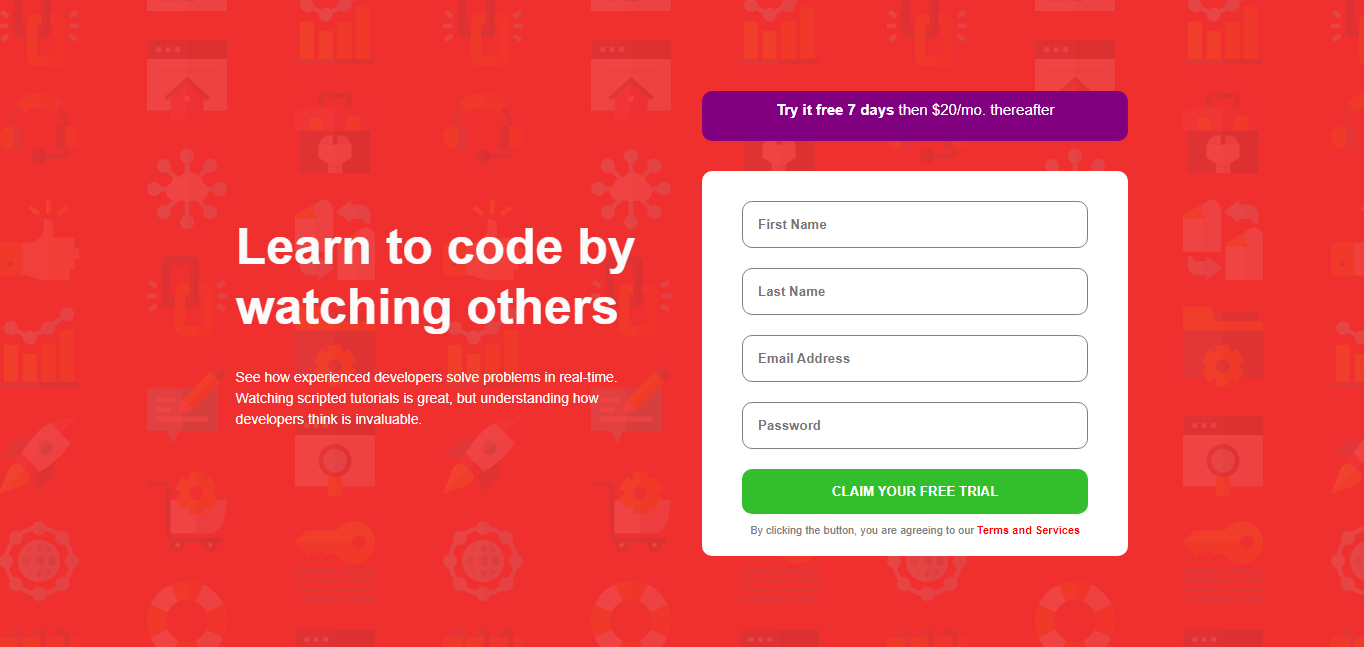 Learn to code by
watching others
See how experienced developers solve problems in real-time.
Watching scripted tutorials is great, but understanding how
developers think is invaluable.
Try it free 7 days then $20/mo. thereafter
First Name
Last Name
Email Address
Password
CLAIM YOUR FREE TRIAL
By clicking the button, you are agreeing to our Terms and Services